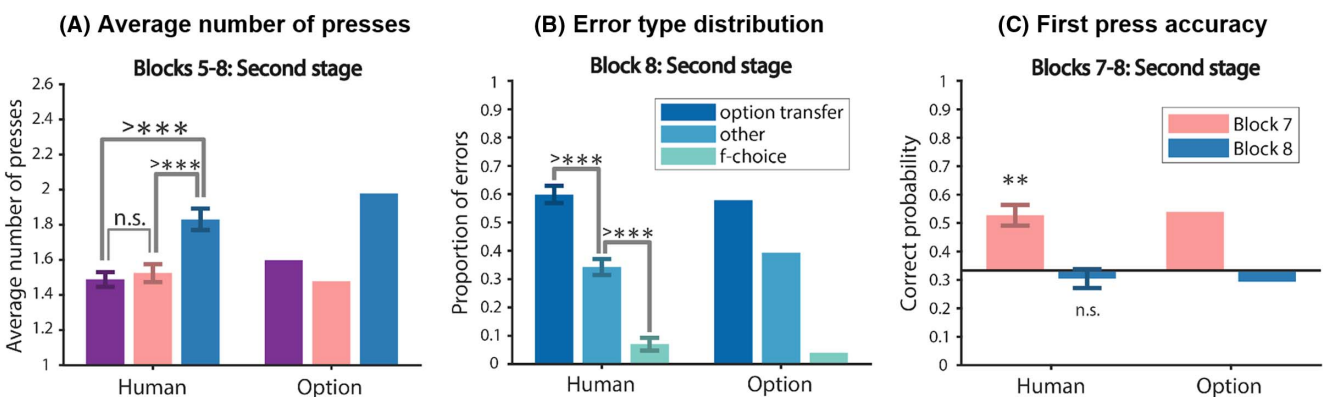 (A) Average number of presses
Blocks 5-8: Second stage
Average number of presses
2.6
2.4
2.2
2
1.8
1.6
1.4
1.2
1
>***
>***
n.s.
Human
Option
(B) Error type distribution
Block 8: Second stage
Proportion of errors
1
0.9
0.8
0.7
0.6
0.5
0.4
0.3
0.2
0.1
0
option transfer
other
f-choice
>***
>***
Human
Option
(C) First press accuracy
Blocks 7-8: Second stage
Correct probability
1
0.9
0.8
0.7
0.6
0.5
0.4
0.3
0.2
0.1
0
Block 7
Block 8
**
n.s.
Human
Option